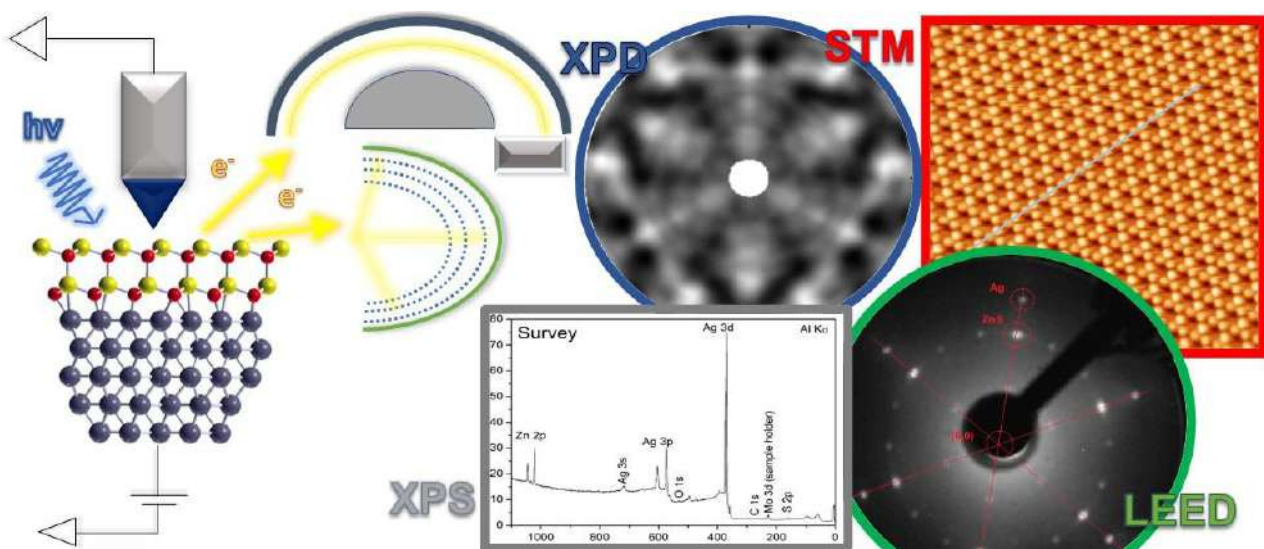 hν
e⁻
e⁻
XPD
STM
Survey
Ag 3d
Al Kα
80
70
60
50
40
30
20
10
0
Zn 2p
Ag 3s
Ag 3p
O 1s
C 1s
Mo 3d (sample holder)
S 2p
1000
800
600
400
200
0
XPS
Ag
ZnS
(0,0)
LEED